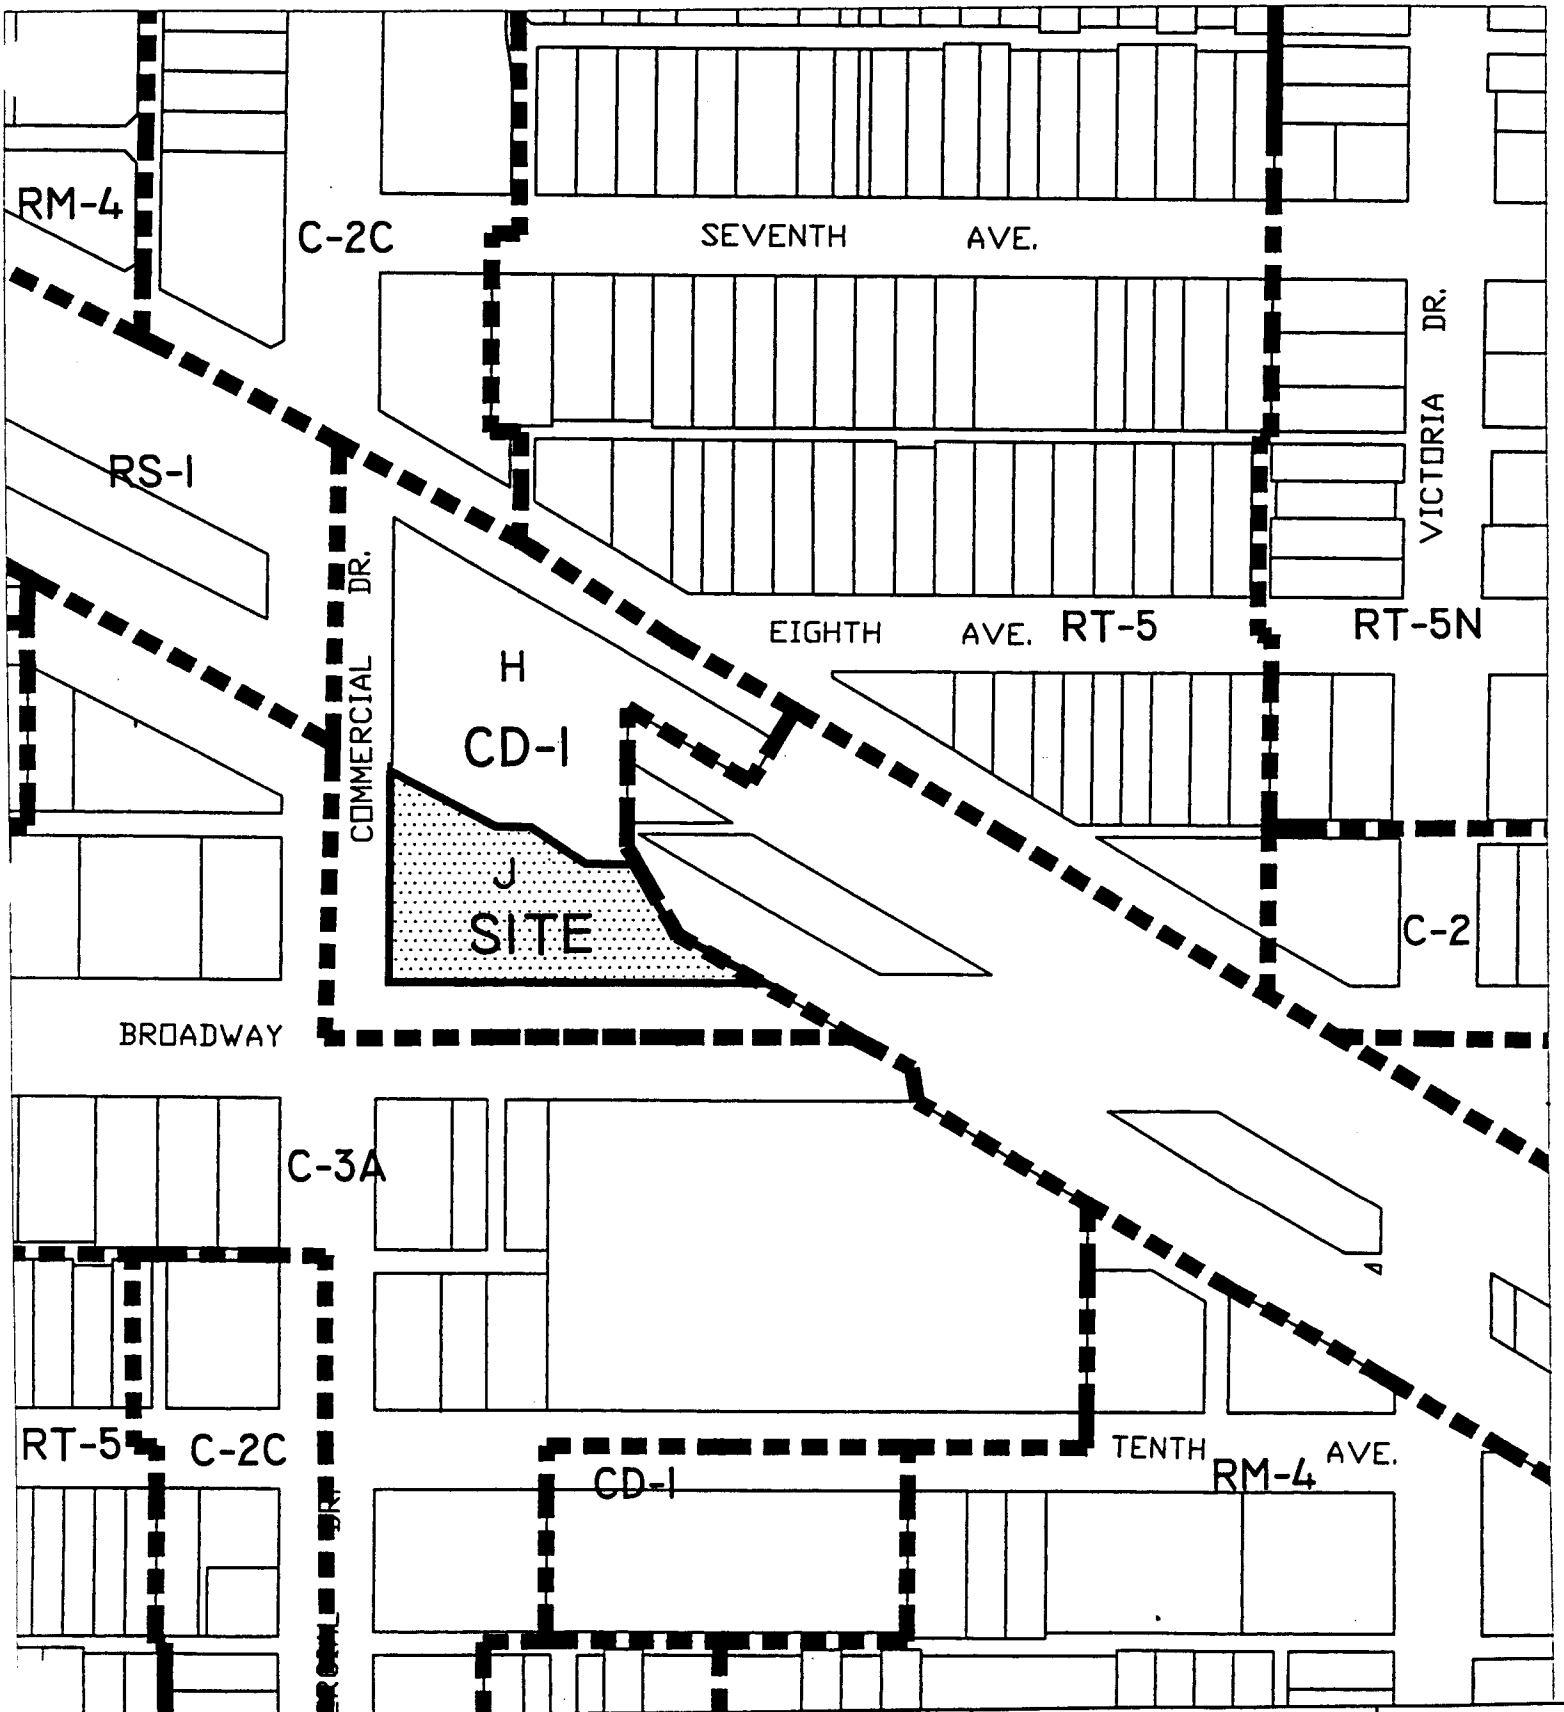 RM-4
C-2C
SEVENTH AVE.
VICTORIA DR.
RS-1
COMMERCIAL DR.
EIGHTH AVE.
RT-5
RT-5N
H
CD-1
J
SITE
C-2
BROADWAY
C-3A
RT-5
C-2C
TENTH AVE.
CD-1
RM-4
DR.